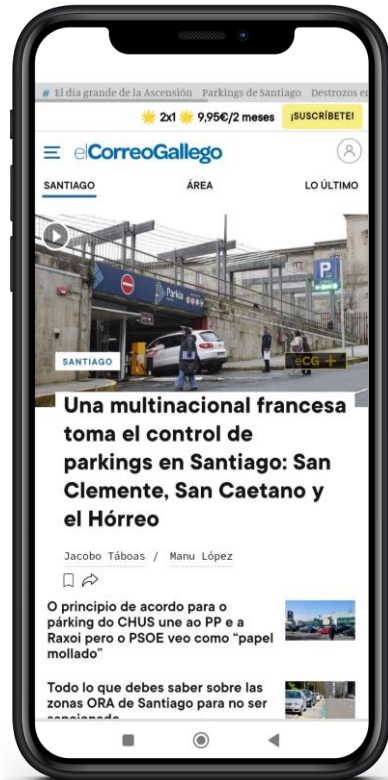 # El día grande de la Ascensión Parkings de Santiago Destrozos en
2x1 9,95€/2 meses ¡SUSCRÍBETE!
elCorreoGallego
SANTIAGO ÁREA LO ÚLTIMO
P
Parkia
SANTIAGO
eCG +
Una multinacional francesa
toma el control de
parkings en Santiago: San
Clemente, San Caetano y
el Hórreo
Jacobo Táboas / Manu López
O principio de acordo para o
párking do CHUS une ao PP e a
Raxoi pero o PSOE veo como “papel
mollado”
Todo lo que debes saber sobre las
zonas ORA de Santiago para no ser
sancionado